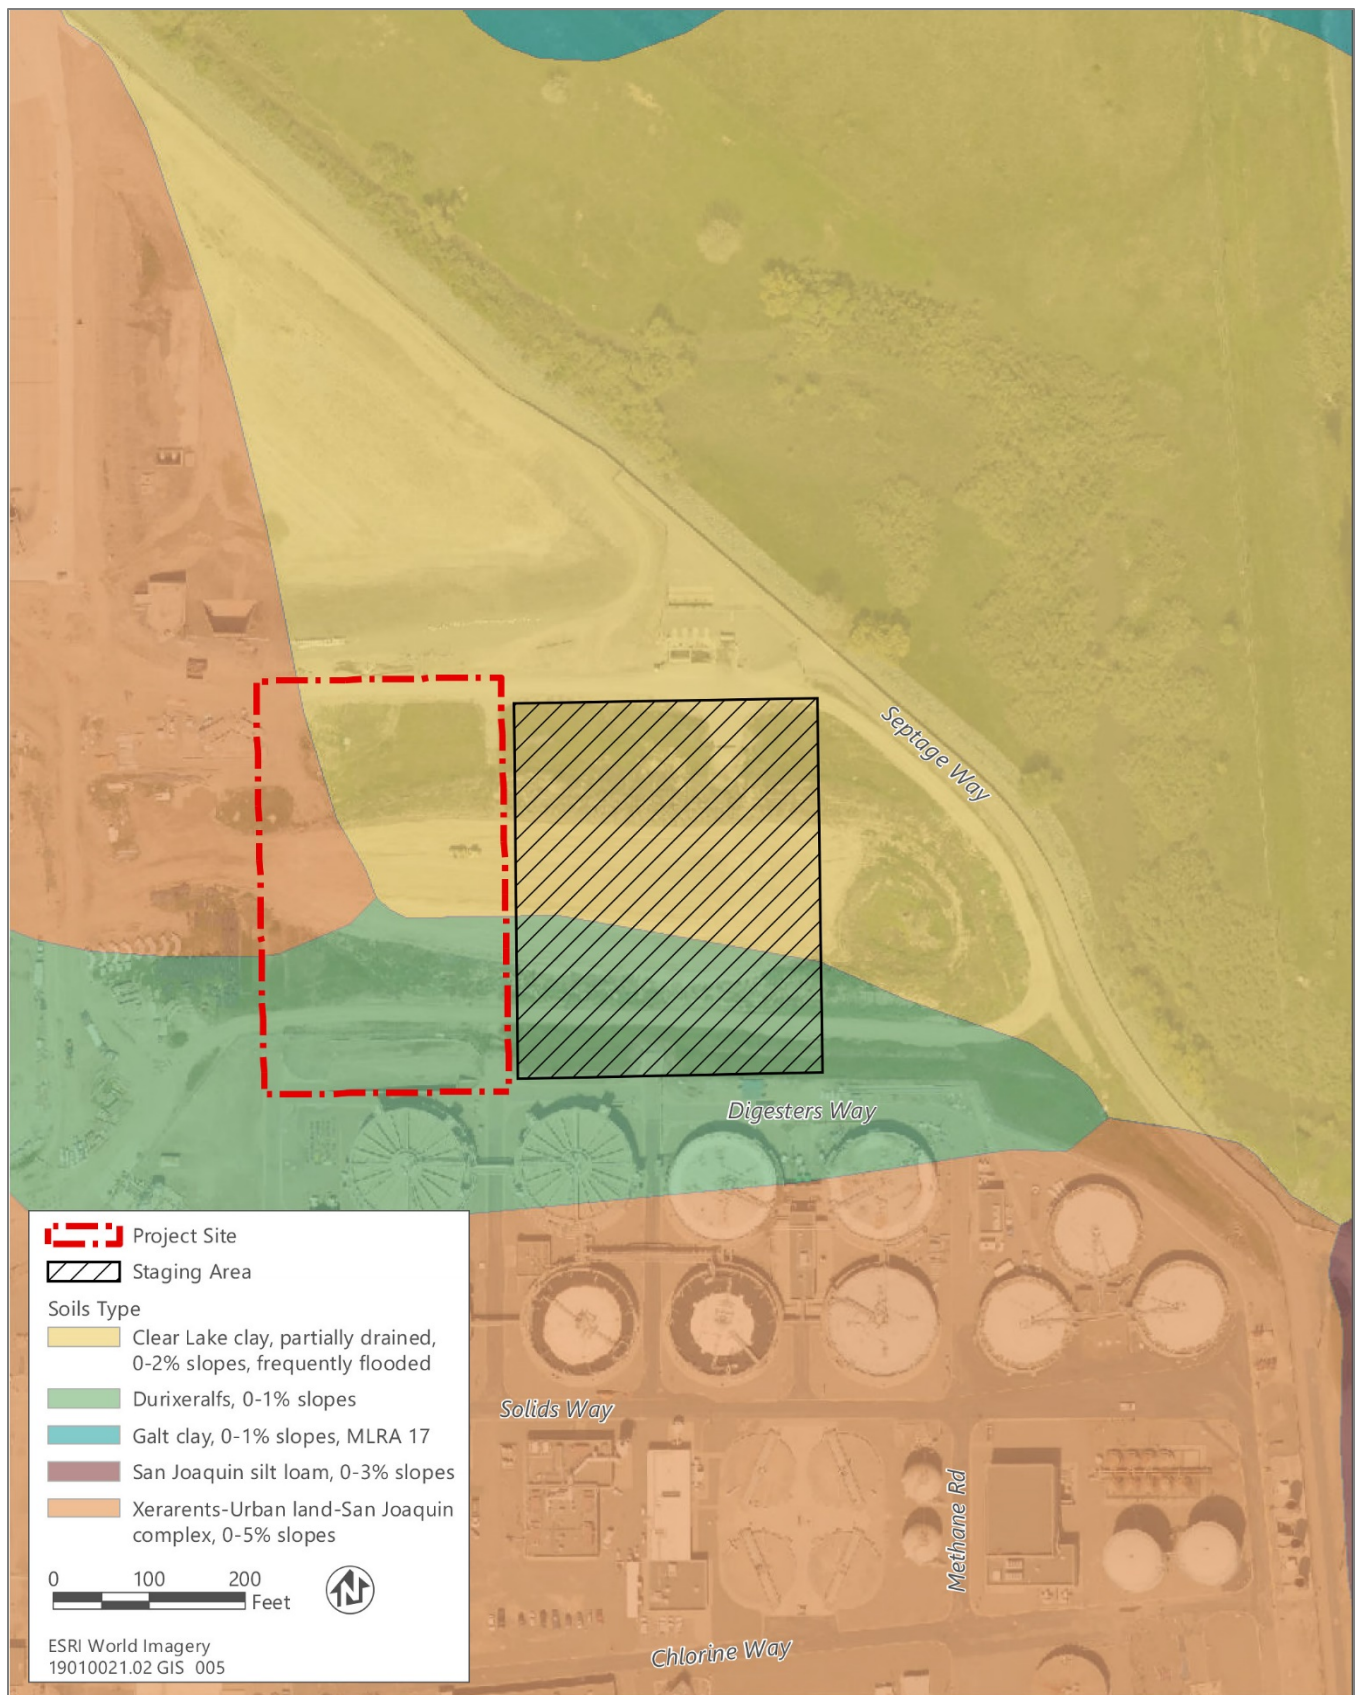 Septage Way
Digesters Way
Project Site
Staging Area
Soils Type
Clear Lake clay, partially drained,
0-2% slopes, frequently flooded
Durixeralfs, 0-1% slopes
Galt clay, 0-1% slopes, MLRA 17
San Joaquin silt loam, 0-3% slopes
Xerarents-Urban land-San Joaquin
complex, 0-5% slopes
0 100 200
Feet
N
ESRI World Imagery
19010021.02 GIS 005
Solids Way
Methane Rd
Chlorine Way